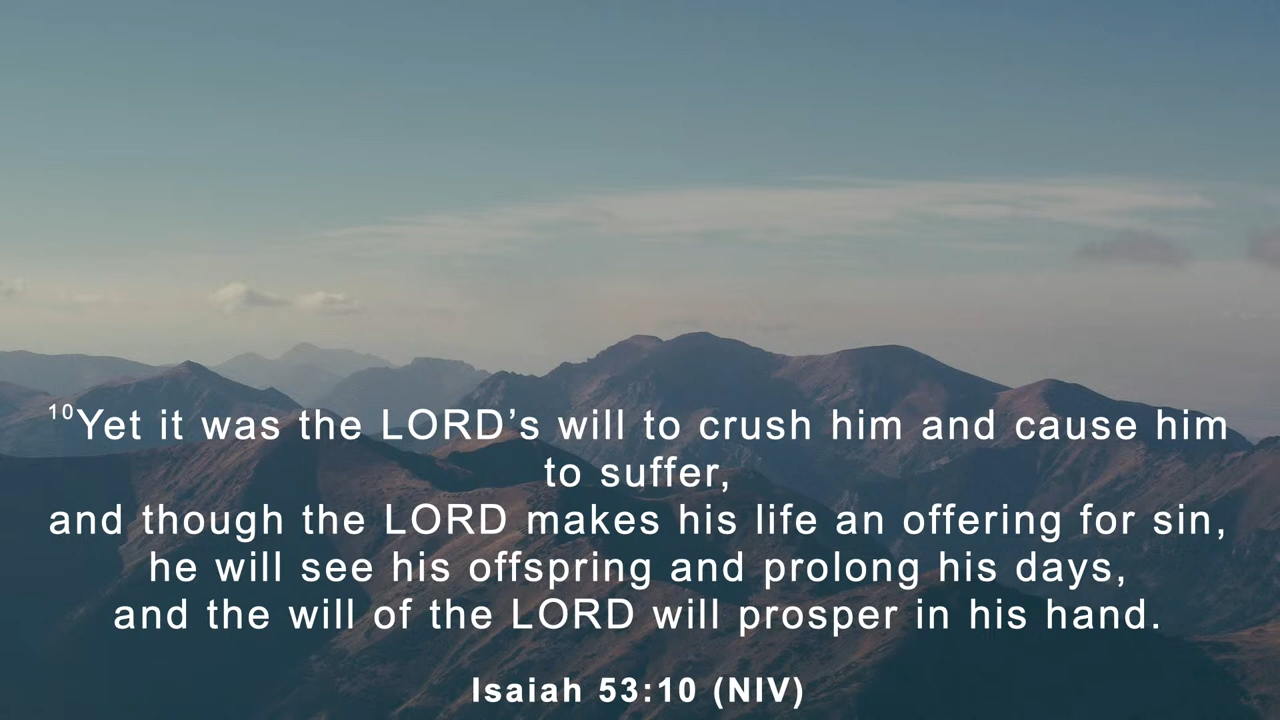 ¹⁰Yet it was the LORD’s will to crush him and cause him
to suffer,
and though the LORD makes his life an offering for sin,
he will see his offspring and prolong his days,
and the will of the LORD will prosper in his hand.
Isaiah 53:10 (NIV)